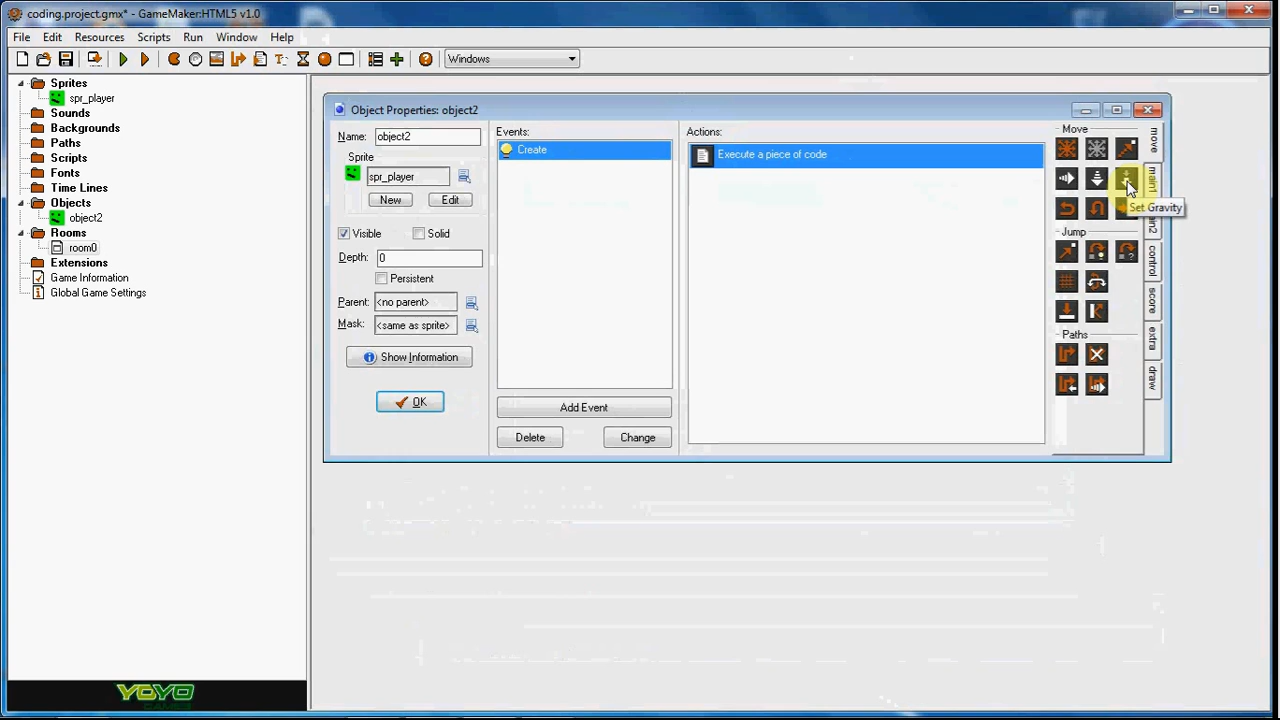 coding.project.gmx* - GameMaker:HTML5 v1.0
File Edit Resources Scripts Run Window Help
Windows
Sprites
spr_player
Sounds
Backgrounds
Paths
Scripts
Fonts
Time Lines
Objects
object2
Rooms
room0
Extensions
Game Information
Global Game Settings
YOYO
GAMES
Object Properties: object2
Name: object2
Sprite
spr_player
New Edit
Visible Solid
Depth: 0
Persistent
Parent: <no parent>
Mask: <same as sprite>
Show Information
OK
Events:
Create
Add Event
Delete Change
Actions:
Execute a piece of code
Move
Set Gravity
Jump
Paths
move
main1
control
score
extra
draw